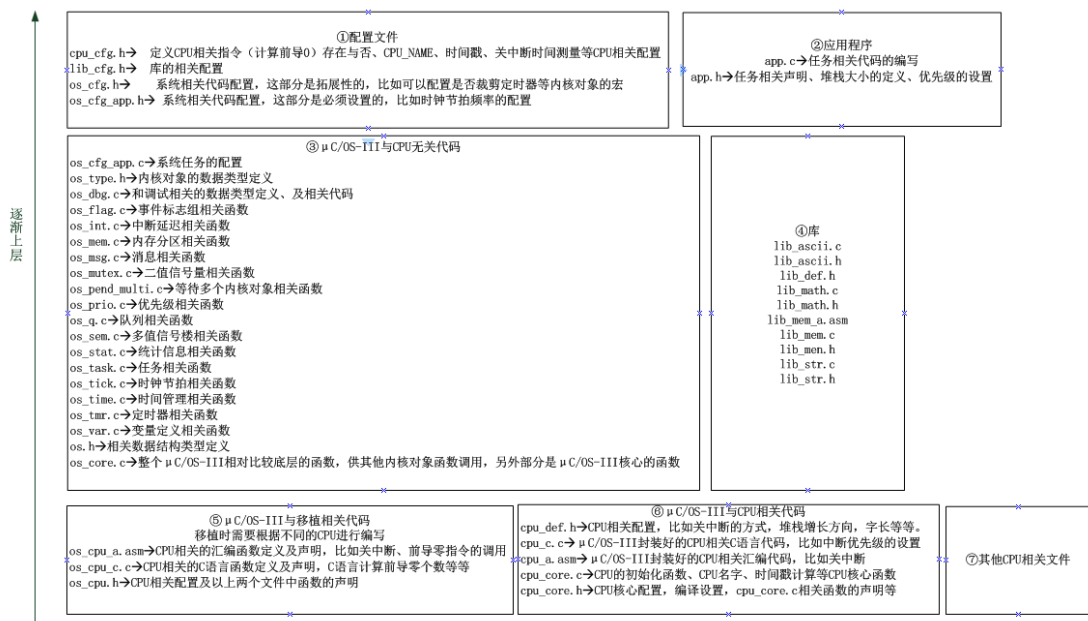 ①配置文件
cpu_cfg.h→ 定义CPU相关指令（计算前导0）存在与否、CPU_NAME、时间戳、关中断时间测量等CPU相关配置
lib_cfg.h→ 库的相关配置
os_cfg.h→ 系统相关代码配置，这部分是拓展性的，比如可以配置是否裁剪定时器等内核对象的宏
os_cfg_app.h→ 系统相关代码配置，这部分是必须设置的，比如时钟节拍频率的配置
②应用程序
app.c→任务相关代码的编写
app.h→任务相关声明、堆栈大小的定义、优先级的设置
逐渐上层
③μC/OS-III与CPU无关代码
os_cfg_app.c→系统任务的配置
os_type.h→内核对象的数据类型定义
os_dbg.c→和调试相关的数据类型定义、及相关代码
os_flag.c→事件标志组相关函数
os_int.c→中断延迟相关函数
os_mem.c→内存分区相关函数
os_msg.c→消息相关函数
os_mutex.c→二值信号量相关函数
os_pend_multi.c→等待多个内核对象相关函数
os_prio.c→优先级相关函数
os_q.c→队列相关函数
os_sem.c→多值信号楼相关函数
os_stat.c→统计信息相关函数
os_task.c→任务相关函数
os_tick.c→时钟节拍相关函数
os_time.c→时间管理相关函数
os_tmr.c→定时器相关函数
os_var.c→变量定义相关函数
os.h→相关数据结构类型定义
os_core.c→整个μC/OS-III相对比较底层的函数，供其他内核对象函数调用，另外部分是μC/OS-III核心的函数
④库
lib_ascii.c
lib_ascii.h
lib_def.h
lib_math.c
lib_math.h
lib_mem_a.asm
lib_mem.c
lib_men.h
lib_str.c
lib_str.h
⑤μC/OS-III与移植相关代码
移植时需要根据不同的CPU进行编写
os_cpu_a.asm→CPU相关的汇编函数定义及声明，比如关中断、前导零指令的调用
os_cpu_c.c→CPU相关的C语言函数定义及声明，C语言计算前导零个数等等
os_cpu.h→CPU相关配置及以上两个文件中函数的声明
⑥μC/OS-III与CPU相关代码
cpu_def.h→CPU相关配置，比如关中断的方式，堆栈增长方向，字长等等。
cpu_c.c→μC/OS-III封装好的CPU相关C语言代码，比如中断优先级的设置
cpu_a.asm→μC/OS-III封装好的CPU相关汇编代码，比如关中断
cpu_core.c→CPU的初始化函数、CPU名字、时间戳计算等CPU核心函数
cpu_core.h→CPU核心配置，编译设置，cpu_core.c相关函数的声明等
⑦其他CPU相关文件